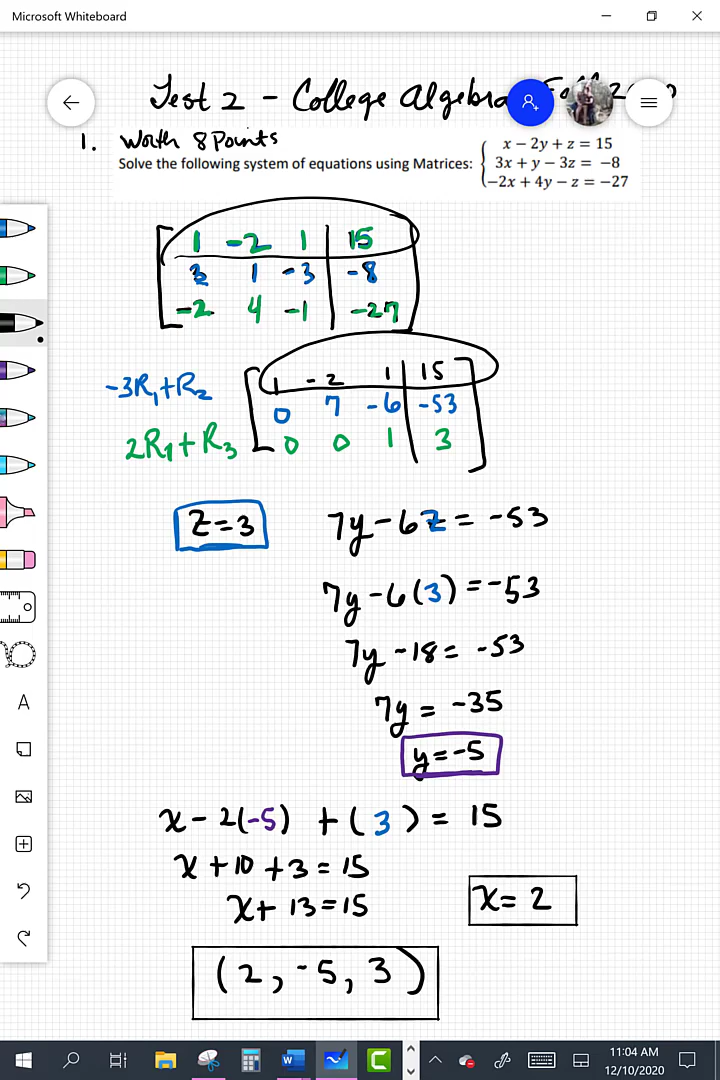 Microsoft Whiteboard
Test 2 - College Algebra
1. Worth 8 Points
Solve the following system of equations using Matrices:
x − 2y + z = 15
3x + y − 3z = −8
−2x + 4y − z = −27
1 -2 1 15
3 1 -3 -8
-2 4 -1 -27
1 -2 1 15
-3R₁+R₂ 0 7 -6 -53
2R₁+R₃ 0 0 1 3
z=3 7y-6z=-53
7y-6(3)=-53
7y-18=-53
7y=-35
y=-5
x-2(-5)+(3)=15
x+10+3=15
x+13=15 x=2
(2,-5,3)
11:04 AM
12/10/2020